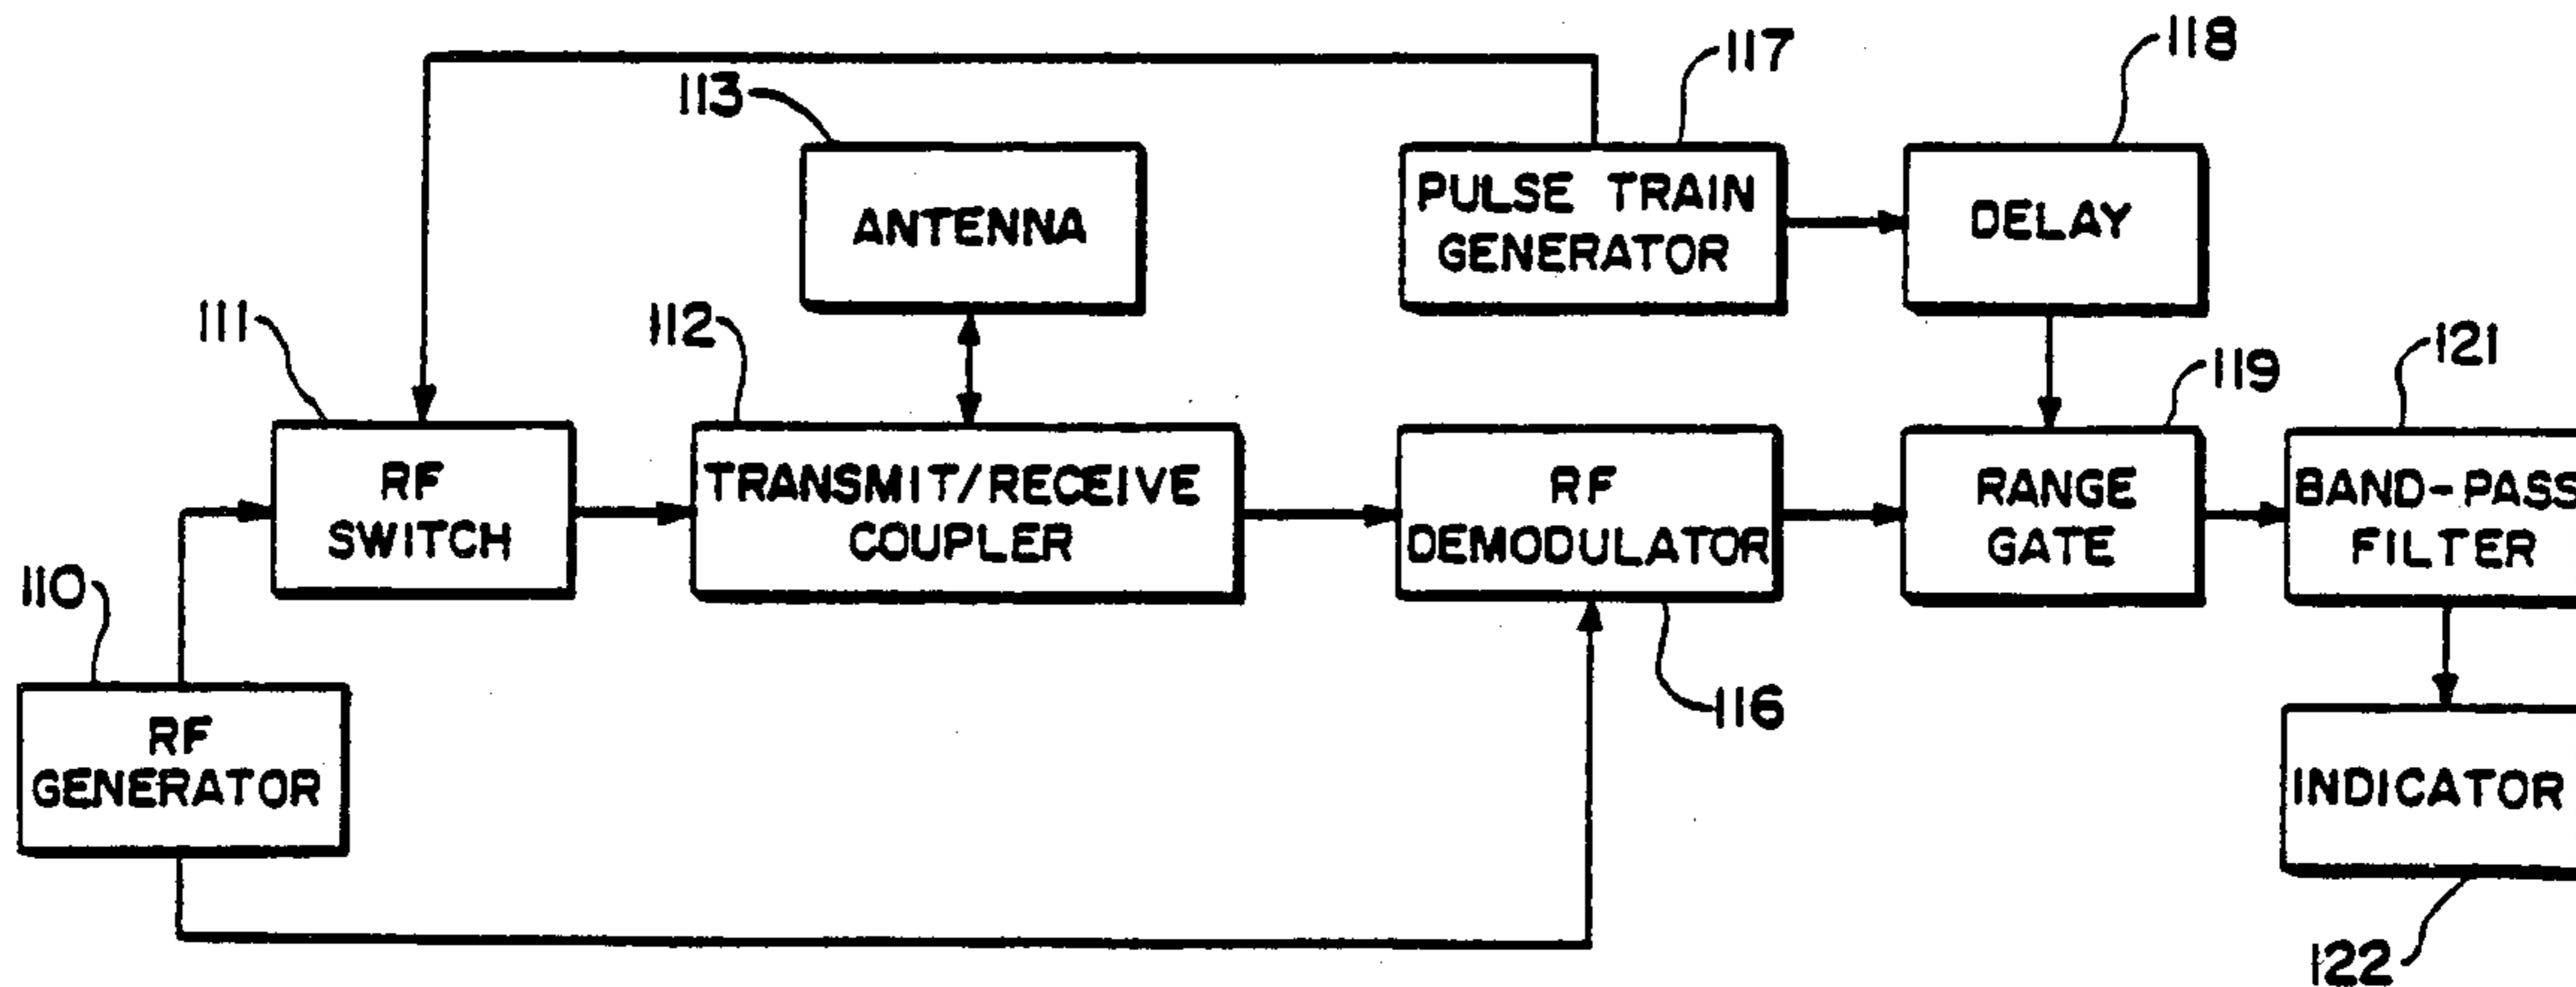 117
118
113
PULSE TRAIN
GENERATOR
DELAY
ANTENNA
111
112
119
121
RF
SWITCH
TRANSMIT/RECEIVE
COUPLER
RF
DEMODULATOR
RANGE
GATE
BAND-PASS
FILTER
110
116
RF
GENERATOR
INDICATOR
122